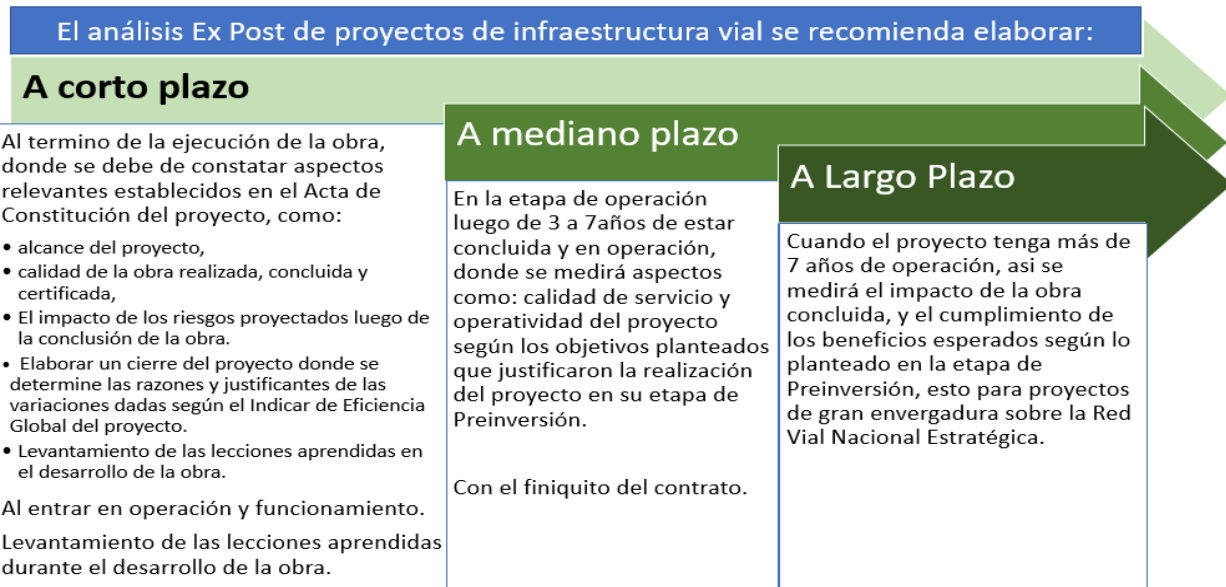 El análisis Ex Post de proyectos de infraestructura vial se recomienda elaborar:
A corto plazo
Al termino de la ejecución de la obra,
donde se debe de constatar aspectos
relevantes establecidos en el Acta de
Constitución del proyecto, como:
• alcance del proyecto,
• calidad de la obra realizada, concluida y
certificada,
• El impacto de los riesgos proyectados luego de
la conclusión de la obra.
• Elaborar un cierre del proyecto donde se
determine las razones y justificantes de las
variaciones dadas según el Indicar de Eficiencia
Global del proyecto.
• Levantamiento de las lecciones aprendidas en
el desarrollo de la obra.
Al entrar en operación y funcionamiento.
Levantamiento de las lecciones aprendidas
durante el desarrollo de la obra.
A mediano plazo
En la etapa de operación
luego de 3 a 7años de estar
concluida y en operación,
donde se medirá aspectos
como: calidad de servicio y
operatividad del proyecto
según los objetivos planteados
que justificaron la realización
del proyecto en su etapa de
Preinversión.
Con el finiquito del contrato.
A Largo Plazo
Cuando el proyecto tenga más de
7 años de operación, asi se
medirá el impacto de la obra
concluida, y el cumplimiento de
los beneficios esperados según lo
planteado en la etapa de
Preinversión, esto para proyectos
de gran envergadura sobre la Red
Vial Nacional Estratégica.